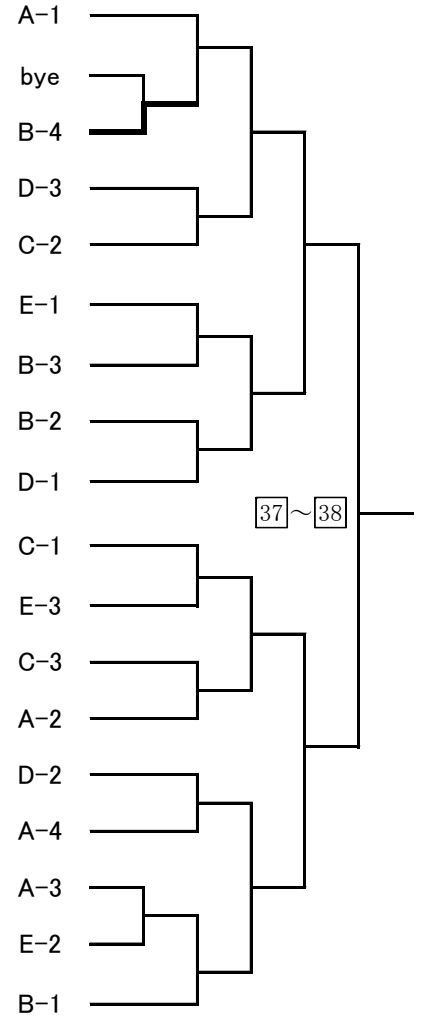 A-1
bye
B-4
D-3
C-2
E-1
B-3
B-2
D-1
37～38
C-1
E-3
C-3
A-2
D-2
A-4
A-3
E-2
B-1